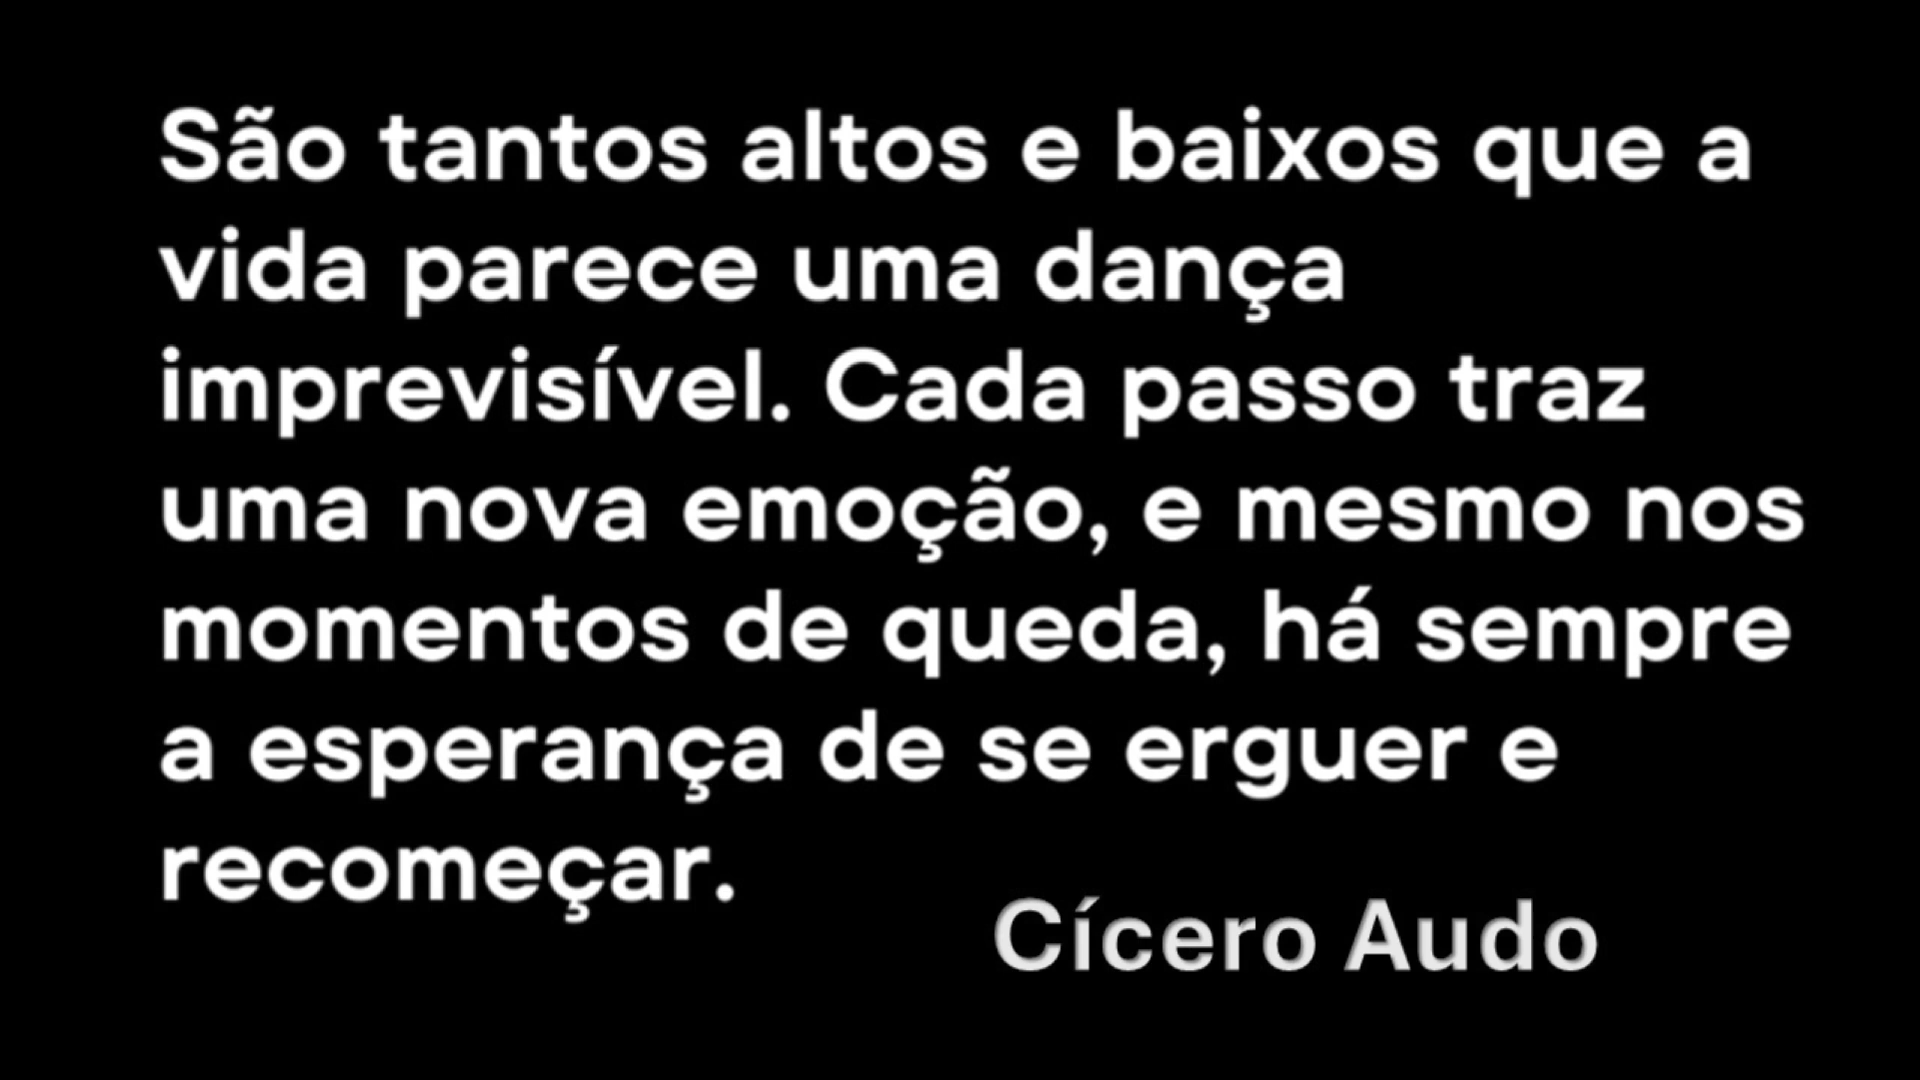 São tantos altos e baixos que a
vida parece uma dança
imprevisível. Cada passo traz
uma nova emoção, e mesmo nos
momentos de queda, há sempre
a esperança de se erguer e
recomeçar.
Cícero Audo